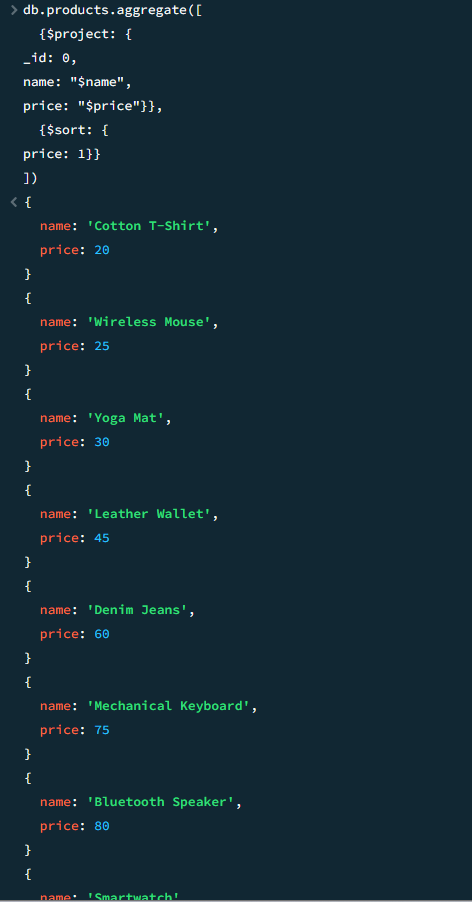 > db.products.aggregate([
{$project: {
_id: 0,
name: "$name",
price: "$price"}},
{$sort: {
price: 1}}
])
< {
name: 'Cotton T-Shirt',
price: 20
}
{
name: 'Wireless Mouse',
price: 25
}
{
name: 'Yoga Mat',
price: 30
}
{
name: 'Leather Wallet',
price: 45
}
{
name: 'Denim Jeans',
price: 60
}
{
name: 'Mechanical Keyboard',
price: 75
}
{
name: 'Bluetooth Speaker',
price: 80
}
{
name: 'Smartwatch'